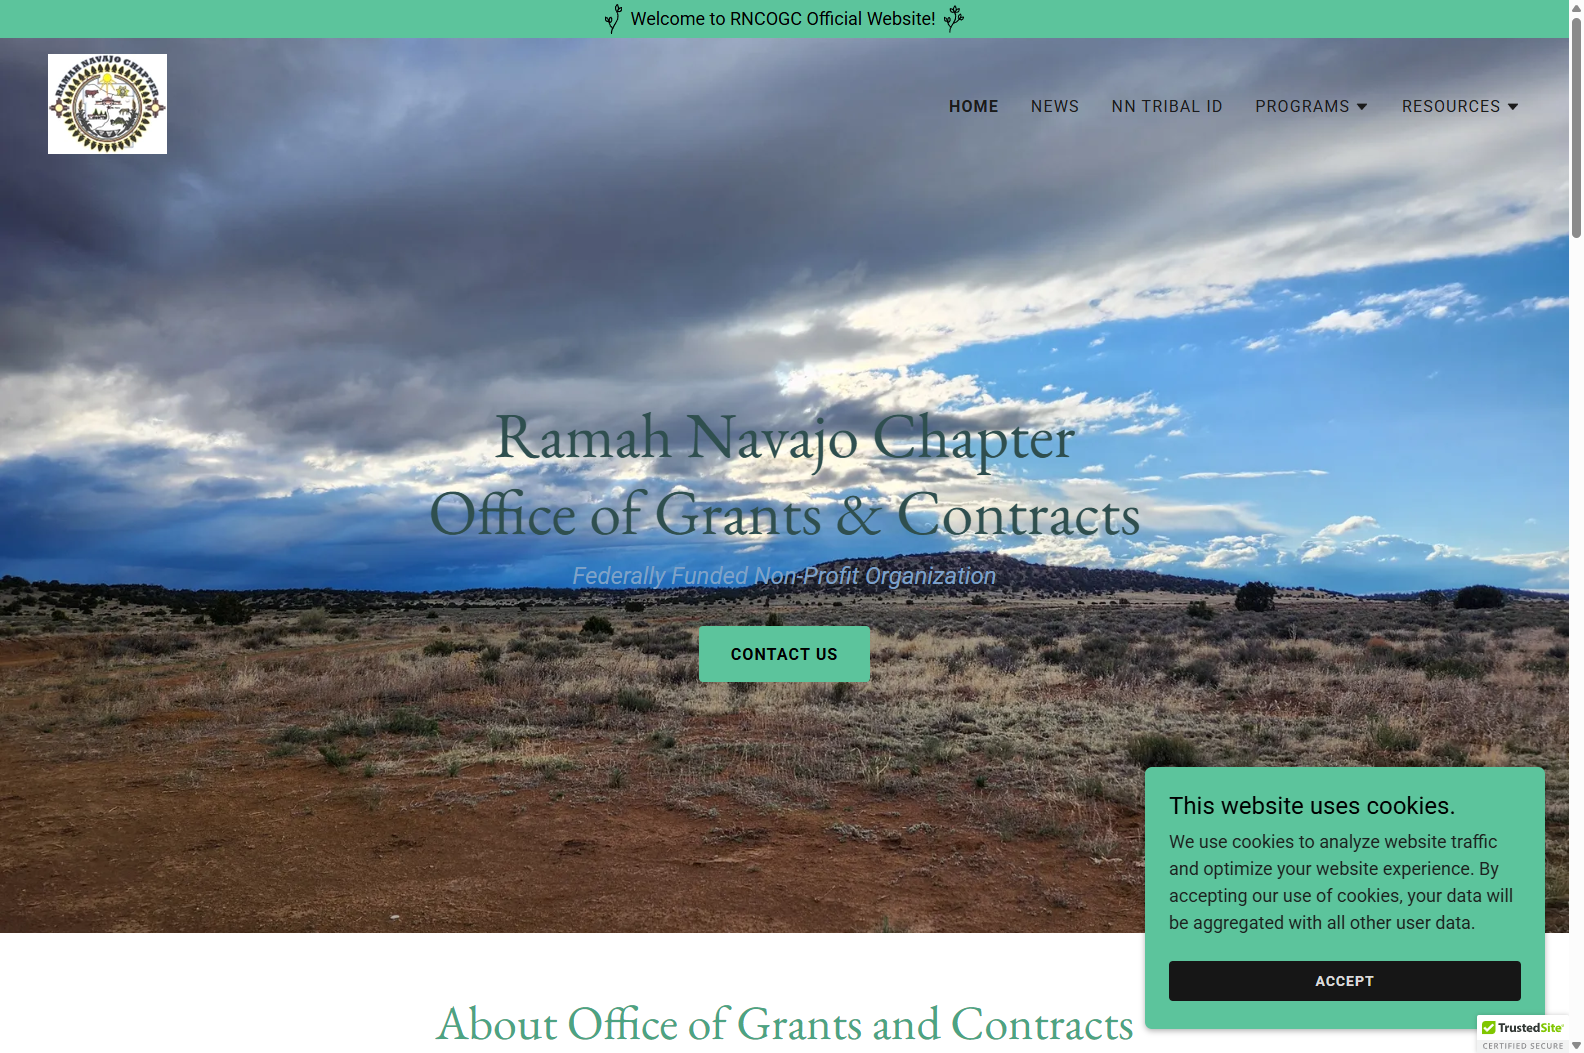 Welcome to RNCOGC Official Website!
RAMAH NAVAJO CHAPTER
HOME
NEWS
NN TRIBAL ID
PROGRAMS
RESOURCES
Ramah Navajo Chapter
Office of Grants & Contracts
Federally Funded Non-Profit Organization
CONTACT US
This website uses cookies.
We use cookies to analyze website traffic
and optimize your website experience. By
accepting our use of cookies, your data will
be aggregated with all other user data.
ACCEPT
TrustedSite
CERTIFIED SECURE
About Office of Grants and Contracts